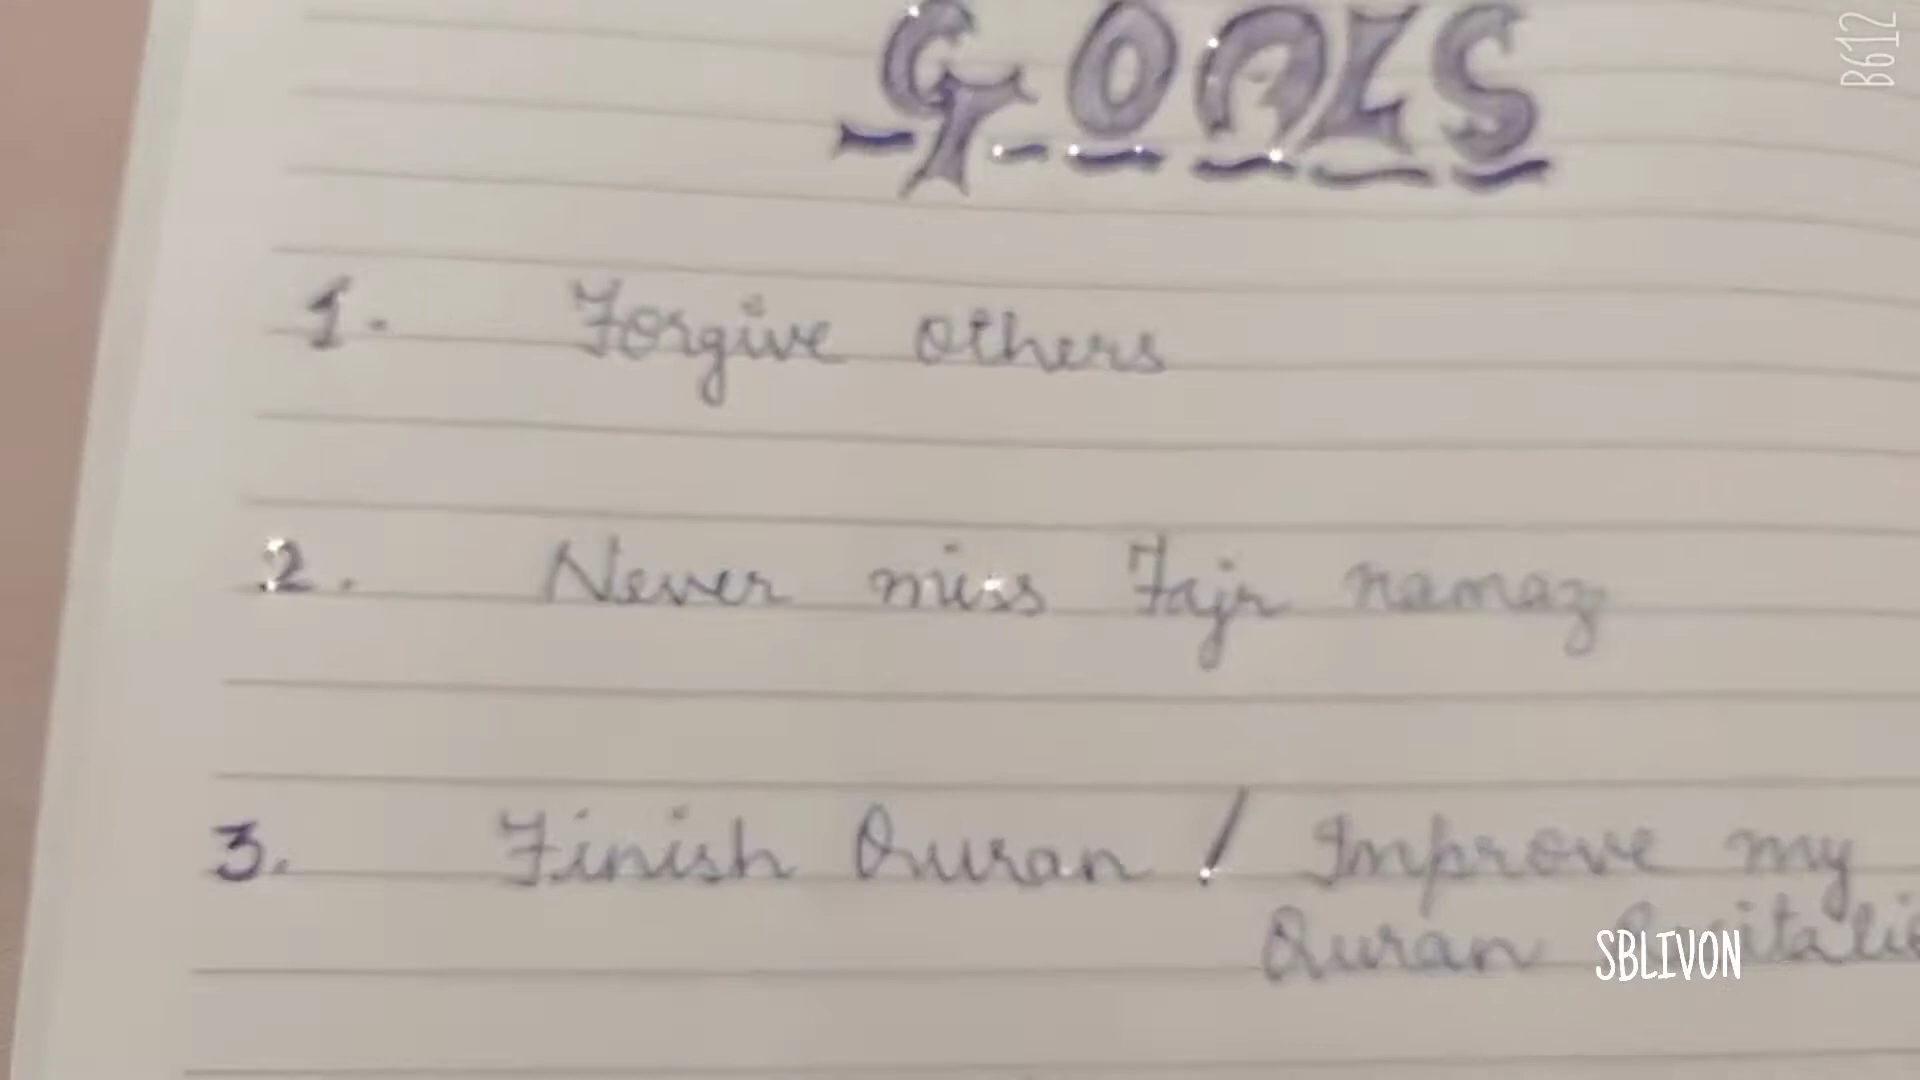 GOALS
B612
1. Forgive others
2. Never miss Fajr namaz
3. Finish Quran / Improve my
Quran
SBLIVON